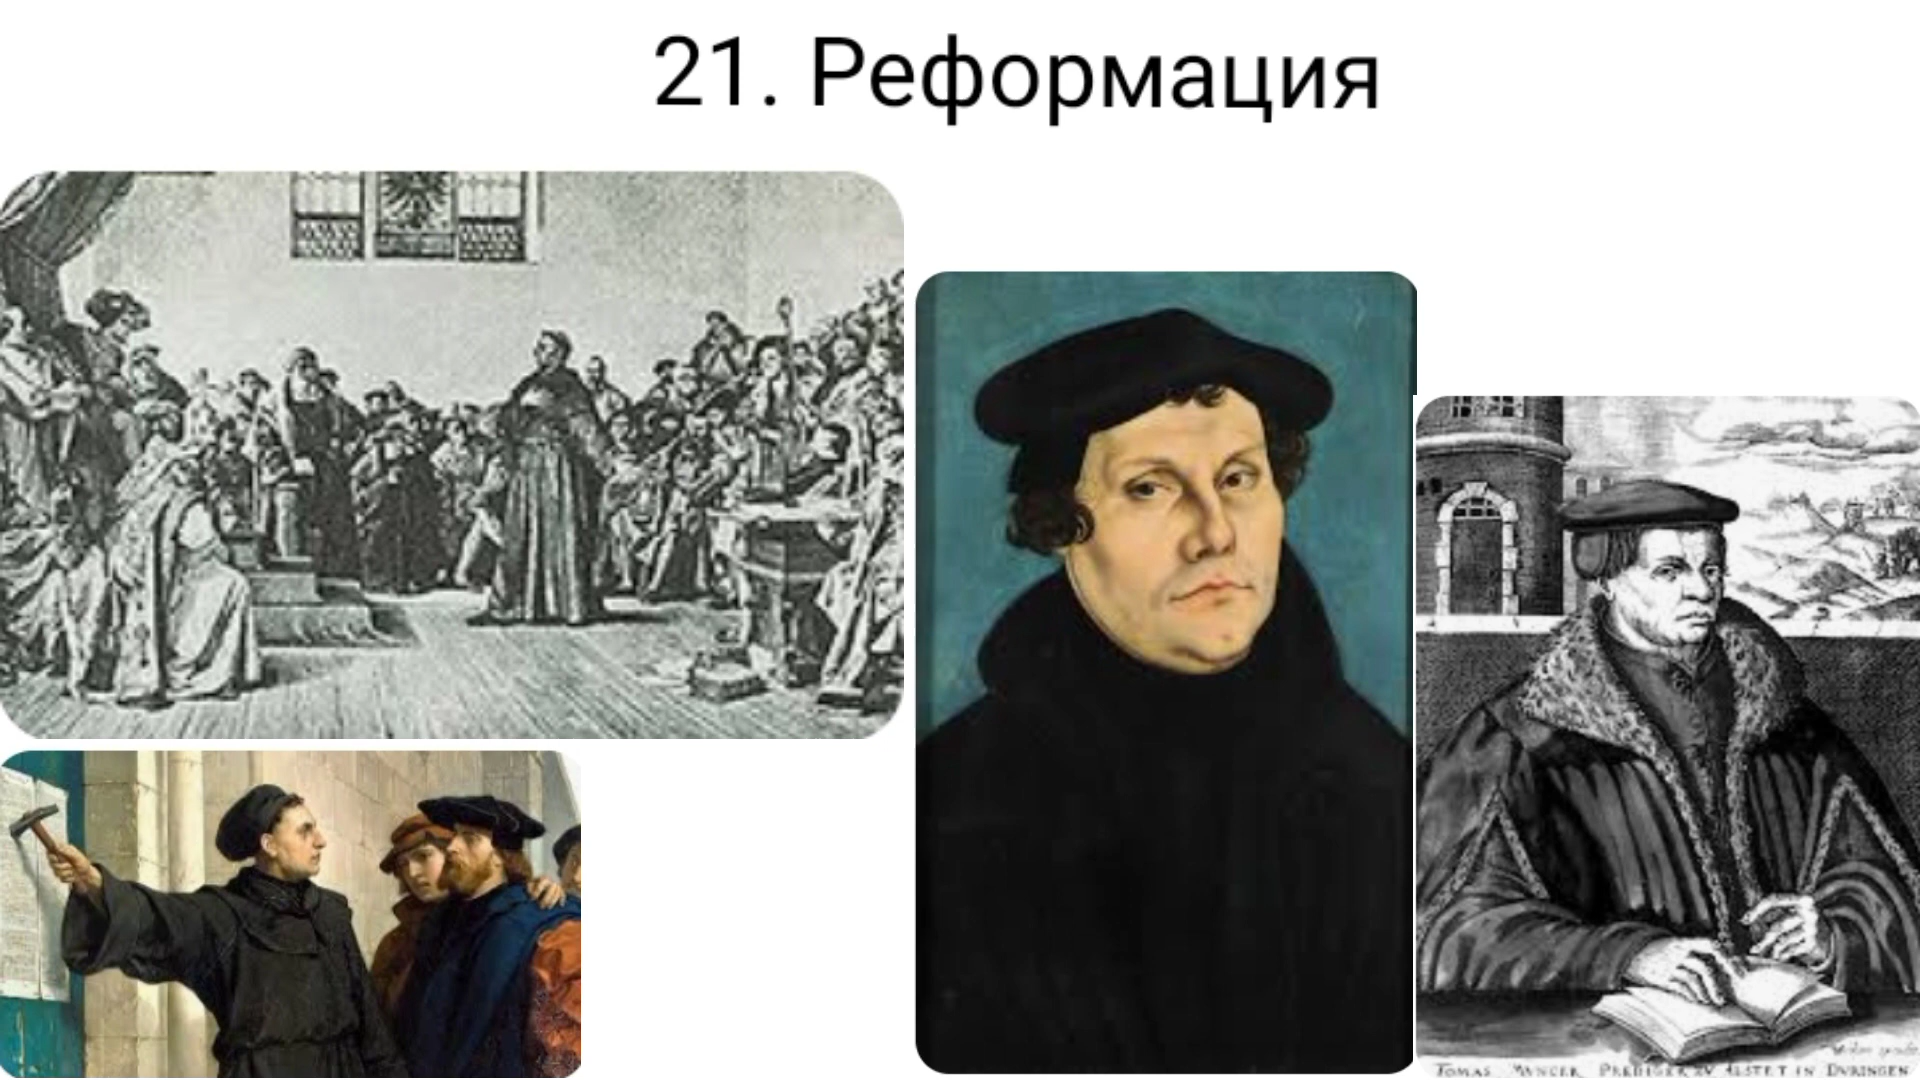 21. Реформация
TOMAS MVNCER PREDIGER ZV ALSTET IN DVRINGEN